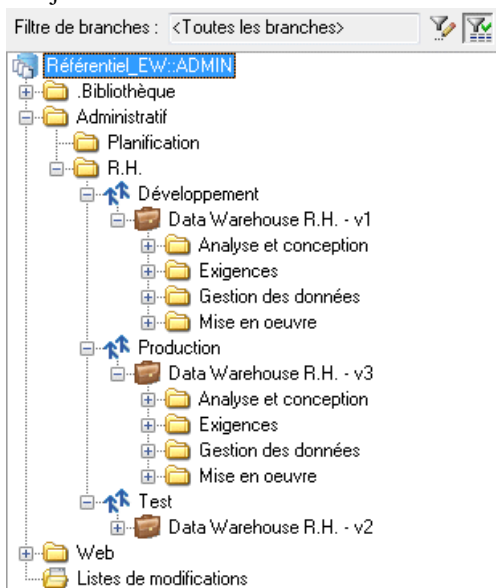 Filtre de branches : <Toutes les branches>
Référentiel_EW::ADMIN
.Bibliothèque
Administratif
Planification
R.H.
Développement
Data Warehouse R.H. - v1
Analyse et conception
Exigences
Gestion des données
Mise en oeuvre
Production
Data Warehouse R.H. - v3
Analyse et conception
Exigences
Gestion des données
Mise en oeuvre
Test
Data Warehouse R.H. - v2
Web
Listes de modifications